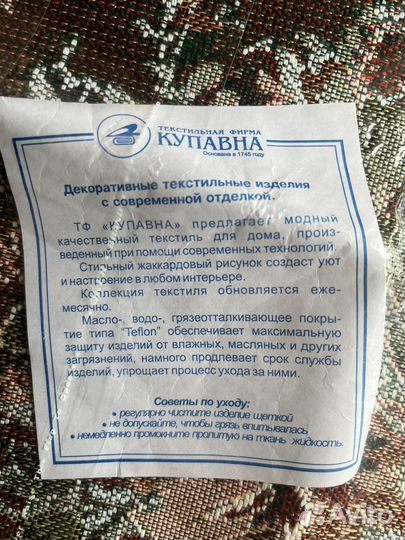 ТЕКСТИЛЬНАЯ ФИРМА
КУПАВНА
Основана в 1745 году
Декоративные текстильные изделия
с современной отделкой.
ТФ «КУПАВНА» предлагает модный
качественный текстиль для дома, произ-
веденный при помощи современных технологий.
Стильный жаккардовый рисунок создаст уют
и настроение в любом интерьере.
Коллекция текстиля обновляется еже-
месячно.
Масло-, водо-, грязеотталкивающее покры-
тие типа "Teflon" обеспечивает максимальную
защиту изделий от влажных, масляных и других
загрязнений, намного продлевает срок службы
изделий, упрощает процесс ухода за ними.
Советы по уходу:
• регулярно чистите изделие щеткой
• не допускайте, чтобы грязь впитывалась
• немедленно промокните пролитую на ткань жидкость.
Avito